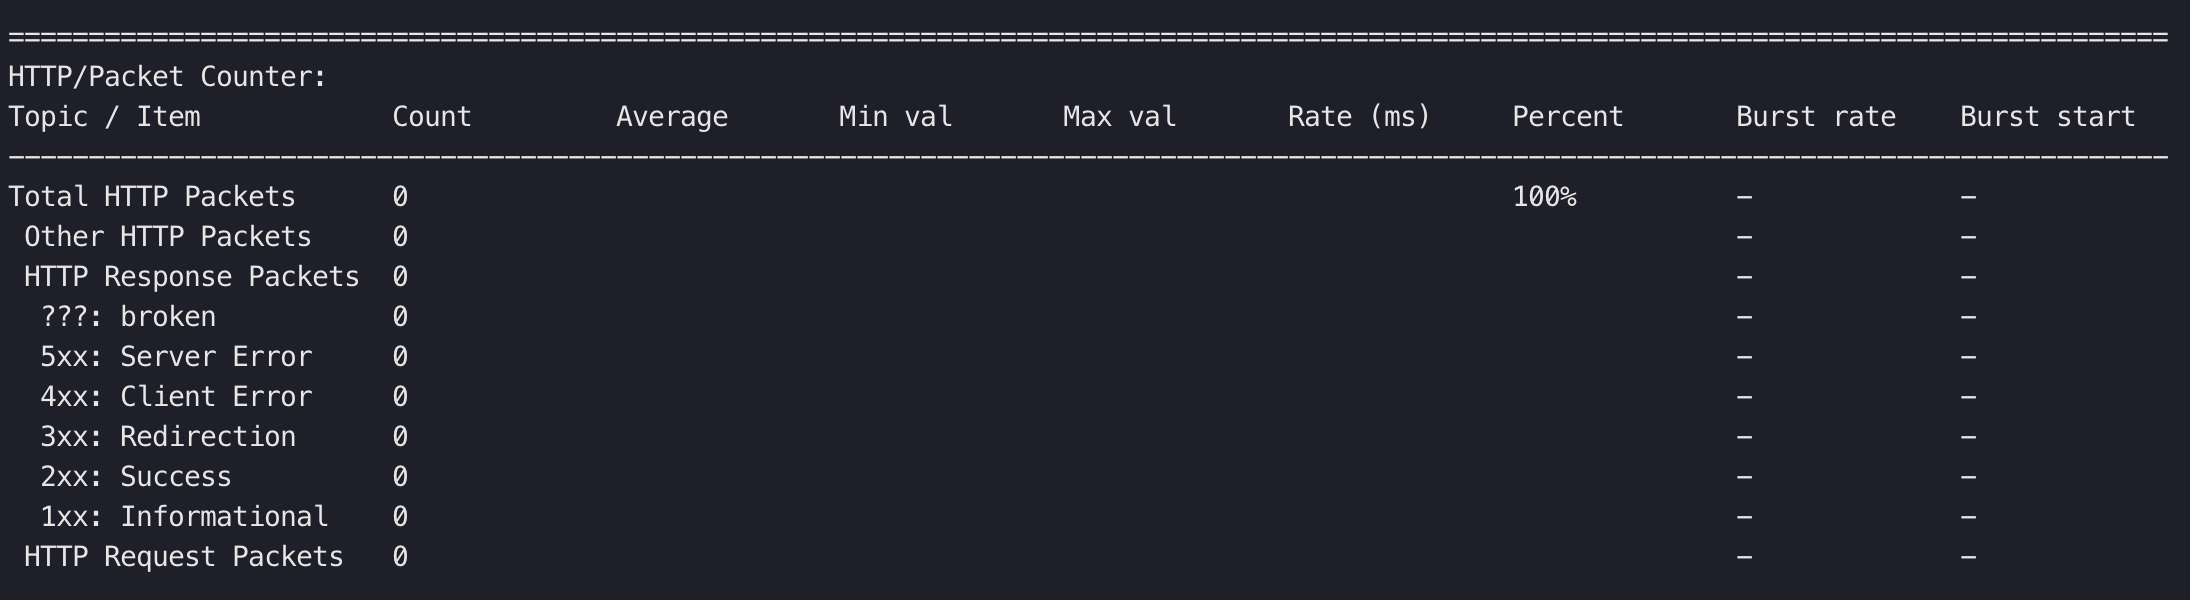 =======================================================================================================================================
HTTP/Packet Counter:
Topic / Item            Count         Average       Min val       Max val       Rate (ms)     Percent       Burst rate    Burst start
---------------------------------------------------------------------------------------------------------------------------------------
Total HTTP Packets      0                                                                     100%          -             -
 Other HTTP Packets     0                                                                                   -             -
 HTTP Response Packets  0                                                                                   -             -
  ???: broken           0                                                                                   -             -
  5xx: Server Error     0                                                                                   -             -
  4xx: Client Error     0                                                                                   -             -
  3xx: Redirection      0                                                                                   -             -
  2xx: Success          0                                                                                   -             -
  1xx: Informational    0                                                                                   -             -
 HTTP Request Packets   0                                                                                   -             -